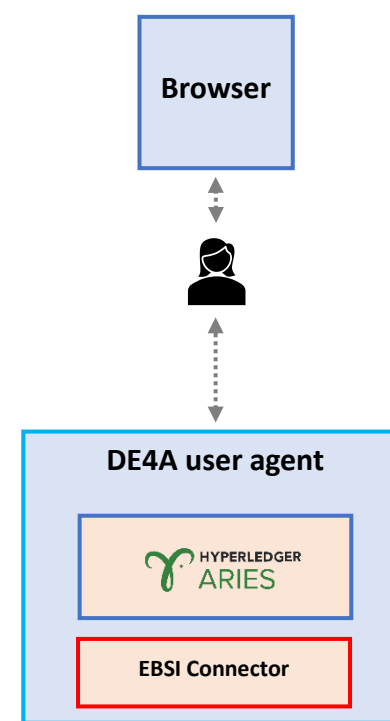 Browser
DE4A user agent
HYPERLEDGER
ARIES
EBSI Connector